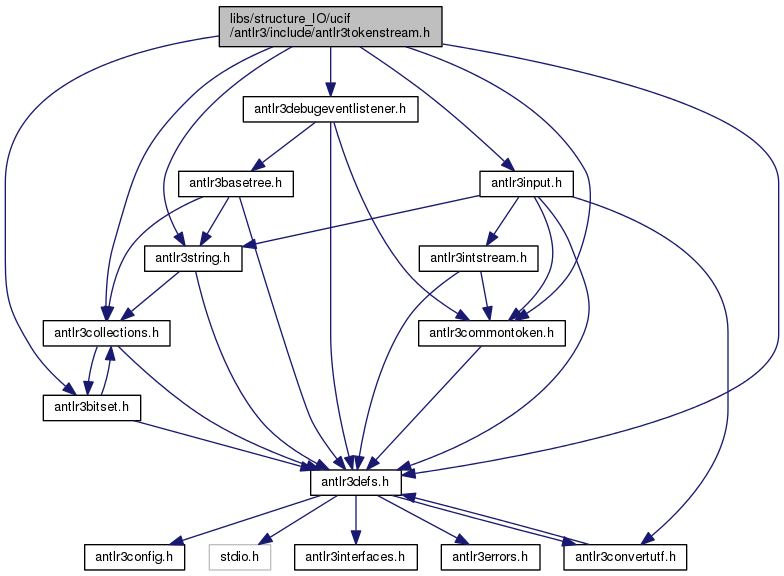 libs/structure_IO/ucif
/antlr3/include/antlr3tokenstream.h
antlr3debugeventlistener.h
antlr3basetree.h
antlr3input.h
antlr3string.h
antlr3intstream.h
antlr3collections.h
antlr3commontoken.h
antlr3bitset.h
antlr3defs.h
antlr3config.h
stdio.h
antlr3interfaces.h
antlr3errors.h
antlr3convertutf.h